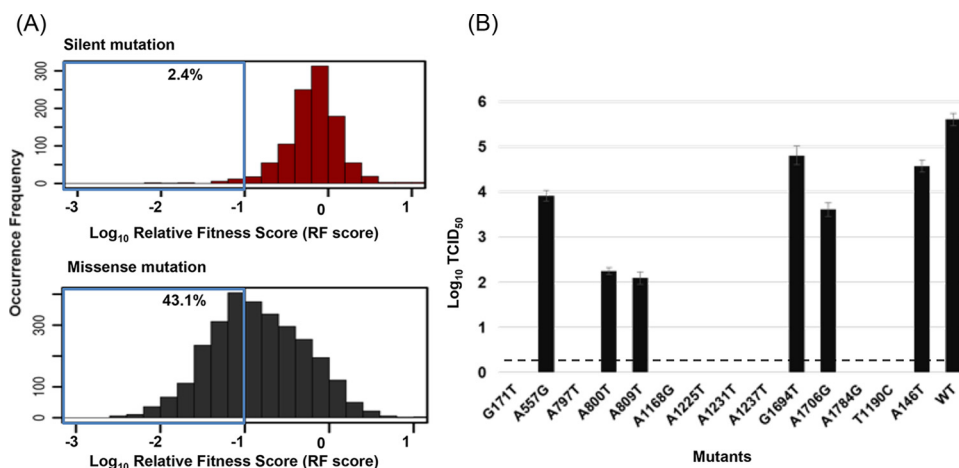 (A)
Silent mutation
2.4%
300
200
100
0
-3 -2 -1 0 1
Log10 Relative Fitness Score (RF score)
Occurrence Frequency
Missense mutation
43.1%
300
100
0
-3 -2 -1 0 1
Log10 Relative Fitness Score (RF score)
(B)
Log10 TCID50
6
5
4
3
2
1
0
G171T
A557G
A797T
A800T
A809T
A1168G
A1225T
A1231T
A1237T
G1694T
A1706G
A1784G
T1190C
A146T
WT
Mutants